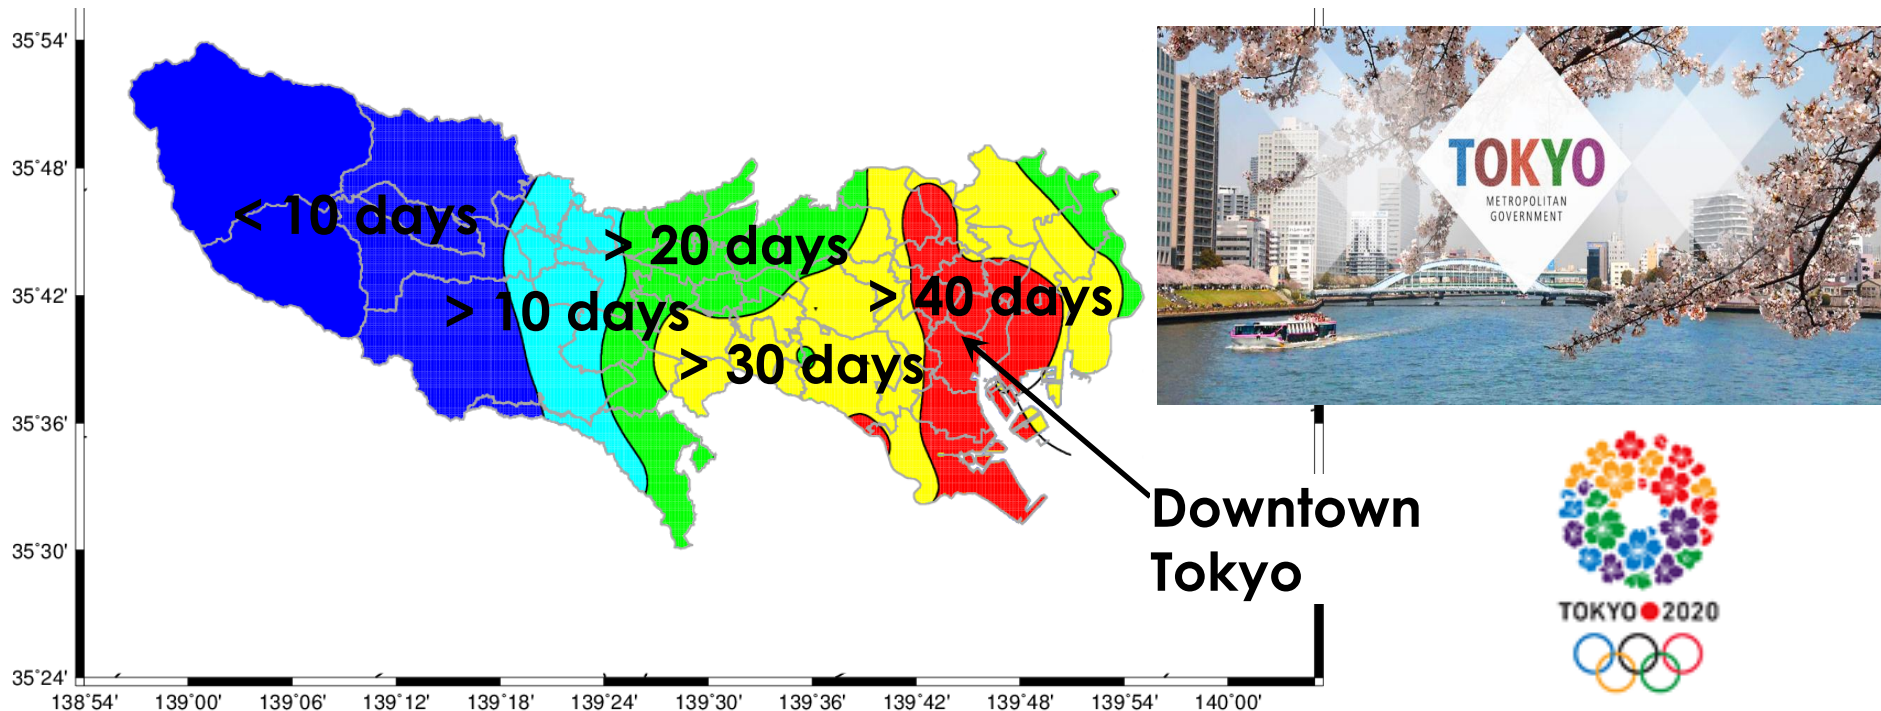 35°54'
35°48'
35°42'
35°36'
35°30'
35°24'
138°54'
139°00'
139°06'
139°12'
139°18'
139°24'
139°30'
139°36'
139°42'
139°48'
139°54'
140°00'
< 10 days
> 10 days
> 20 days
> 30 days
> 40 days
Downtown
Tokyo
TOKYO
METROPOLITAN
GOVERNMENT
TOKYO 2020